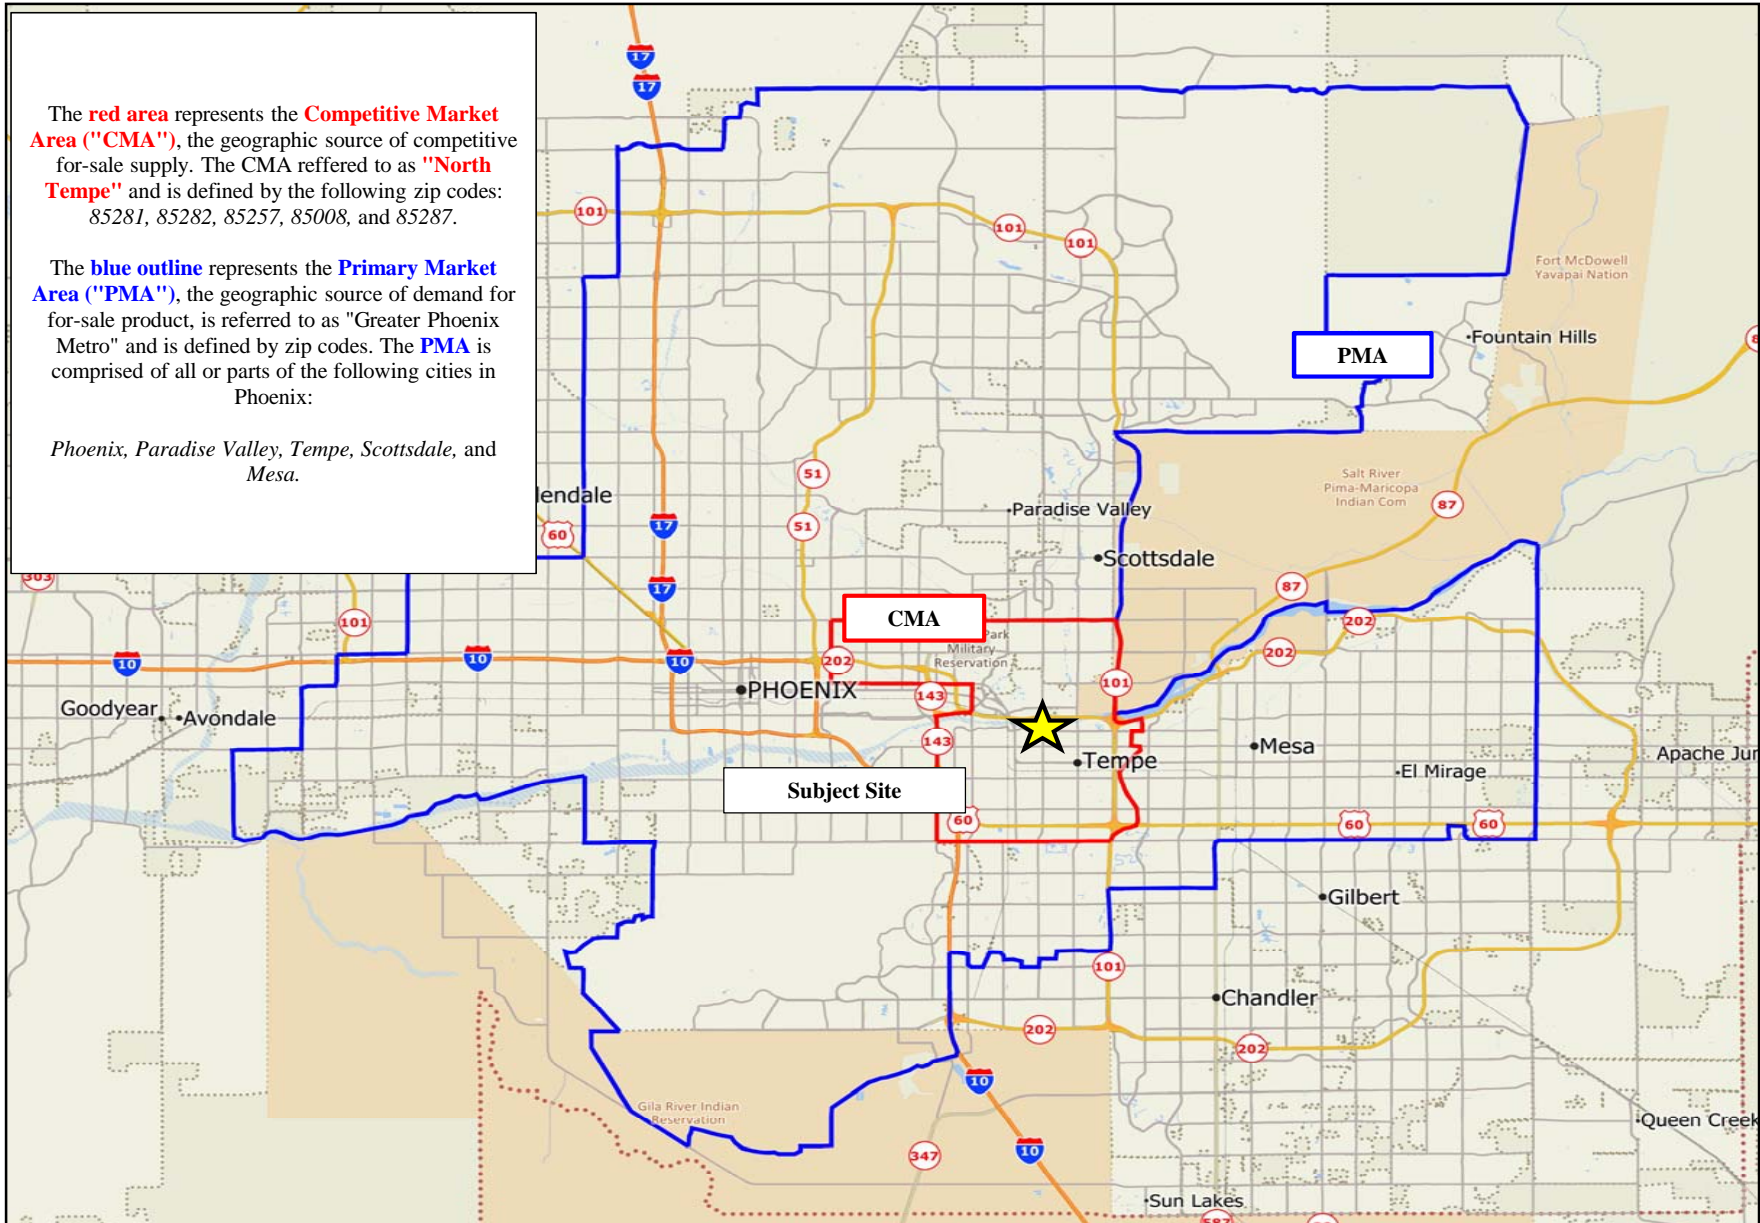 The red area represents the Competitive Market
Area ("CMA"), the geographic source of competitive
for-sale supply. The CMA reffered to as "North
Tempe" and is defined by the following zip codes:
85281, 85282, 85257, 85008, and 85287.
The blue outline represents the Primary Market
Area ("PMA"), the geographic source of demand for
for-sale product, is referred to as "Greater Phoenix
Metro" and is defined by zip codes. The PMA is
comprised of all or parts of the following cities in
Phoenix:
Phoenix, Paradise Valley, Tempe, Scottsdale, and
Mesa.
17
17
101
101
101
Fort McDowell
Yavapai Nation
Fountain Hills
PMA
8
51
lendale
60
51
17
Salt River
Pima-Maricopa
Indian Com
87
Paradise Valley
Scottsdale
303
17
87
101
CMA
202
Park
Military
Reservation
10
10
10
202
202
101
PHOENIX
143
Goodyear
Avondale
143
Tempe
Mesa
El Mirage
Apache Jun
Subject Site
60
60
60
Gilbert
101
Chandler
202
202
10
Gila River Indian
Reservation
Queen Creek
347
10
Sun Lakes
587